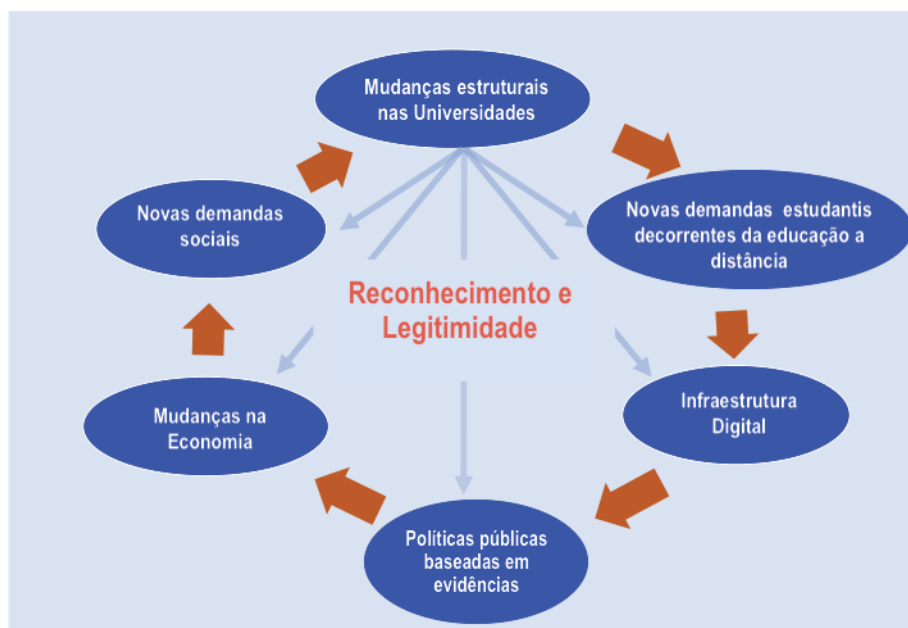 Mudanças estruturais
nas Universidades
Novas demandas estudantis
decorrentes da educação a
distância
Infraestrutura
Digital
Políticas públicas
baseadas em
evidências
Mudanças na
Economia
Novas demandas
sociais
Reconhecimento e
Legitimidade